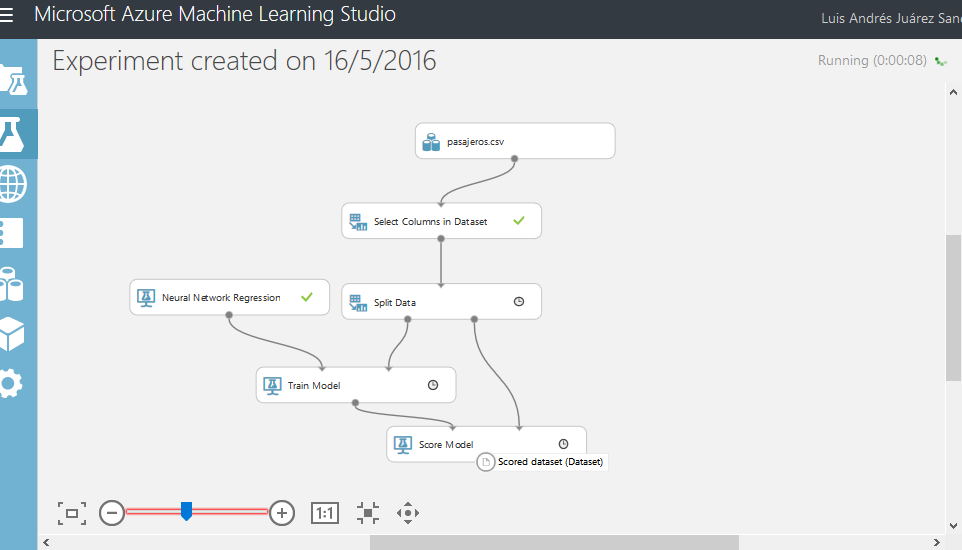 Microsoft Azure Machine Learning Studio
Luis Andrés Juárez
Experiment created on 16/5/2016
Running (0:00:08)
pasajeros.csv
Select Columns in Dataset
Neural Network Regression
Split Data
Train Model
Score Model
Scored dataset (Dataset)
1:1